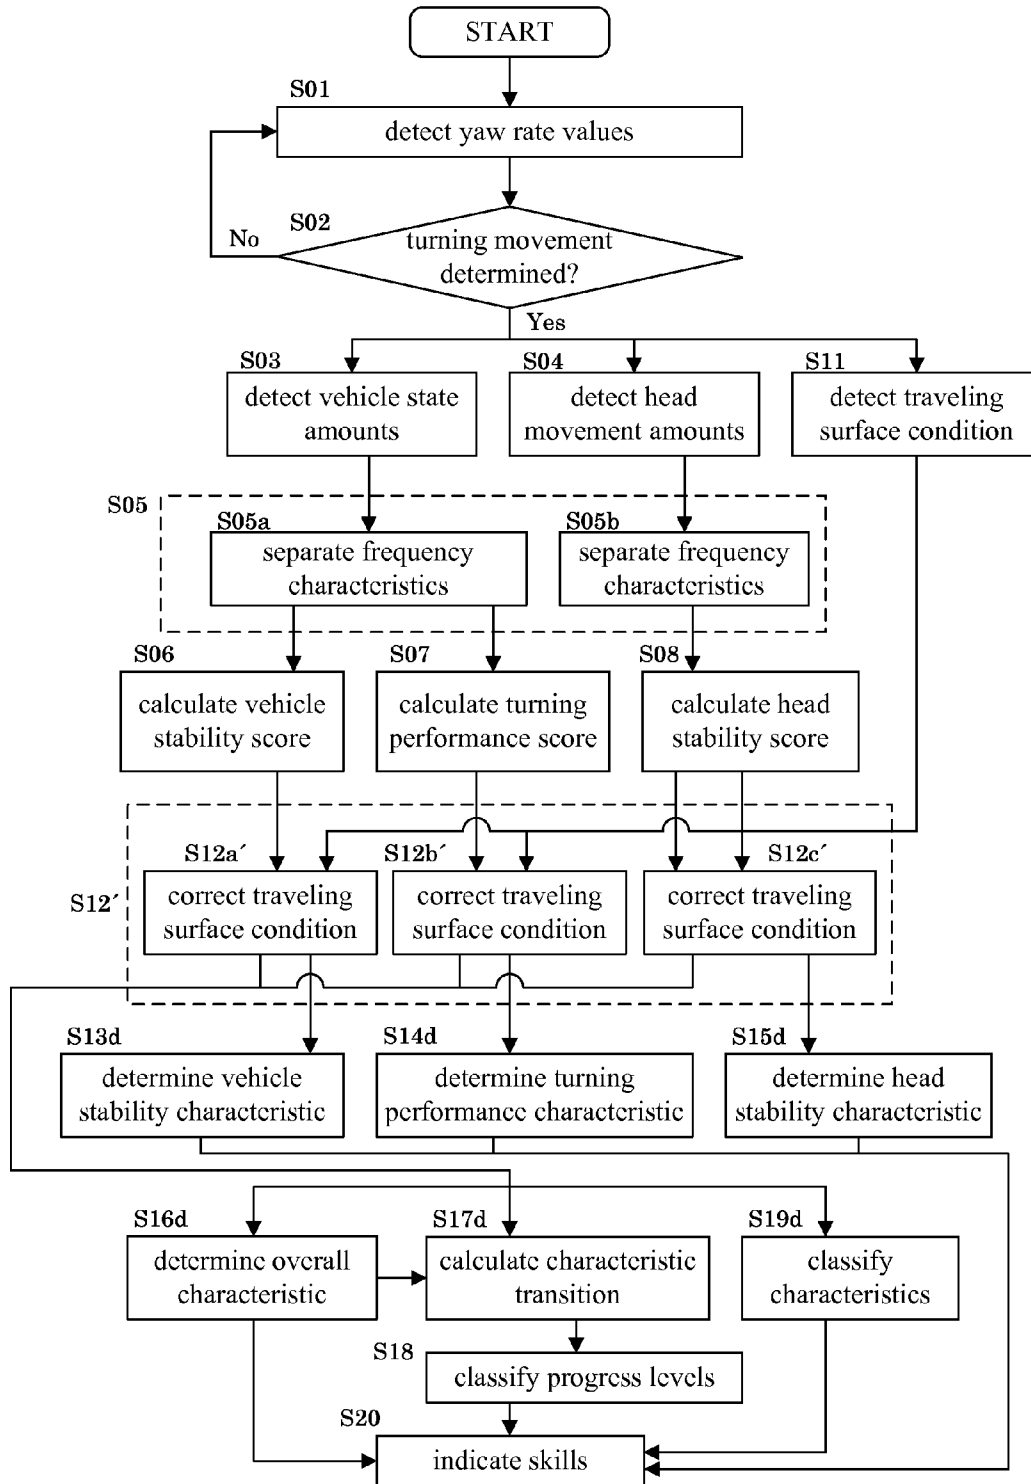 START
S01
detect yaw rate values
S02
No
turning movement
determined?
Yes
S03
detect vehicle state
amounts
S04
detect head
movement amounts
S11
detect traveling
surface condition
S05
S05a
separate frequency
characteristics
S05b
separate frequency
characteristics
S06
calculate vehicle
stability score
S07
calculate turning
performance score
S08
calculate head
stability score
S12´
S12a´
correct traveling
surface condition
S12b´
correct traveling
surface condition
S12c´
correct traveling
surface condition
S13d
determine vehicle
stability characteristic
S14d
determine turning
performance characteristic
S15d
determine head
stability characteristic
S16d
determine overall
characteristic
S17d
calculate characteristic
transition
S19d
classify
characteristics
S18
classify progress levels
S20
indicate skills